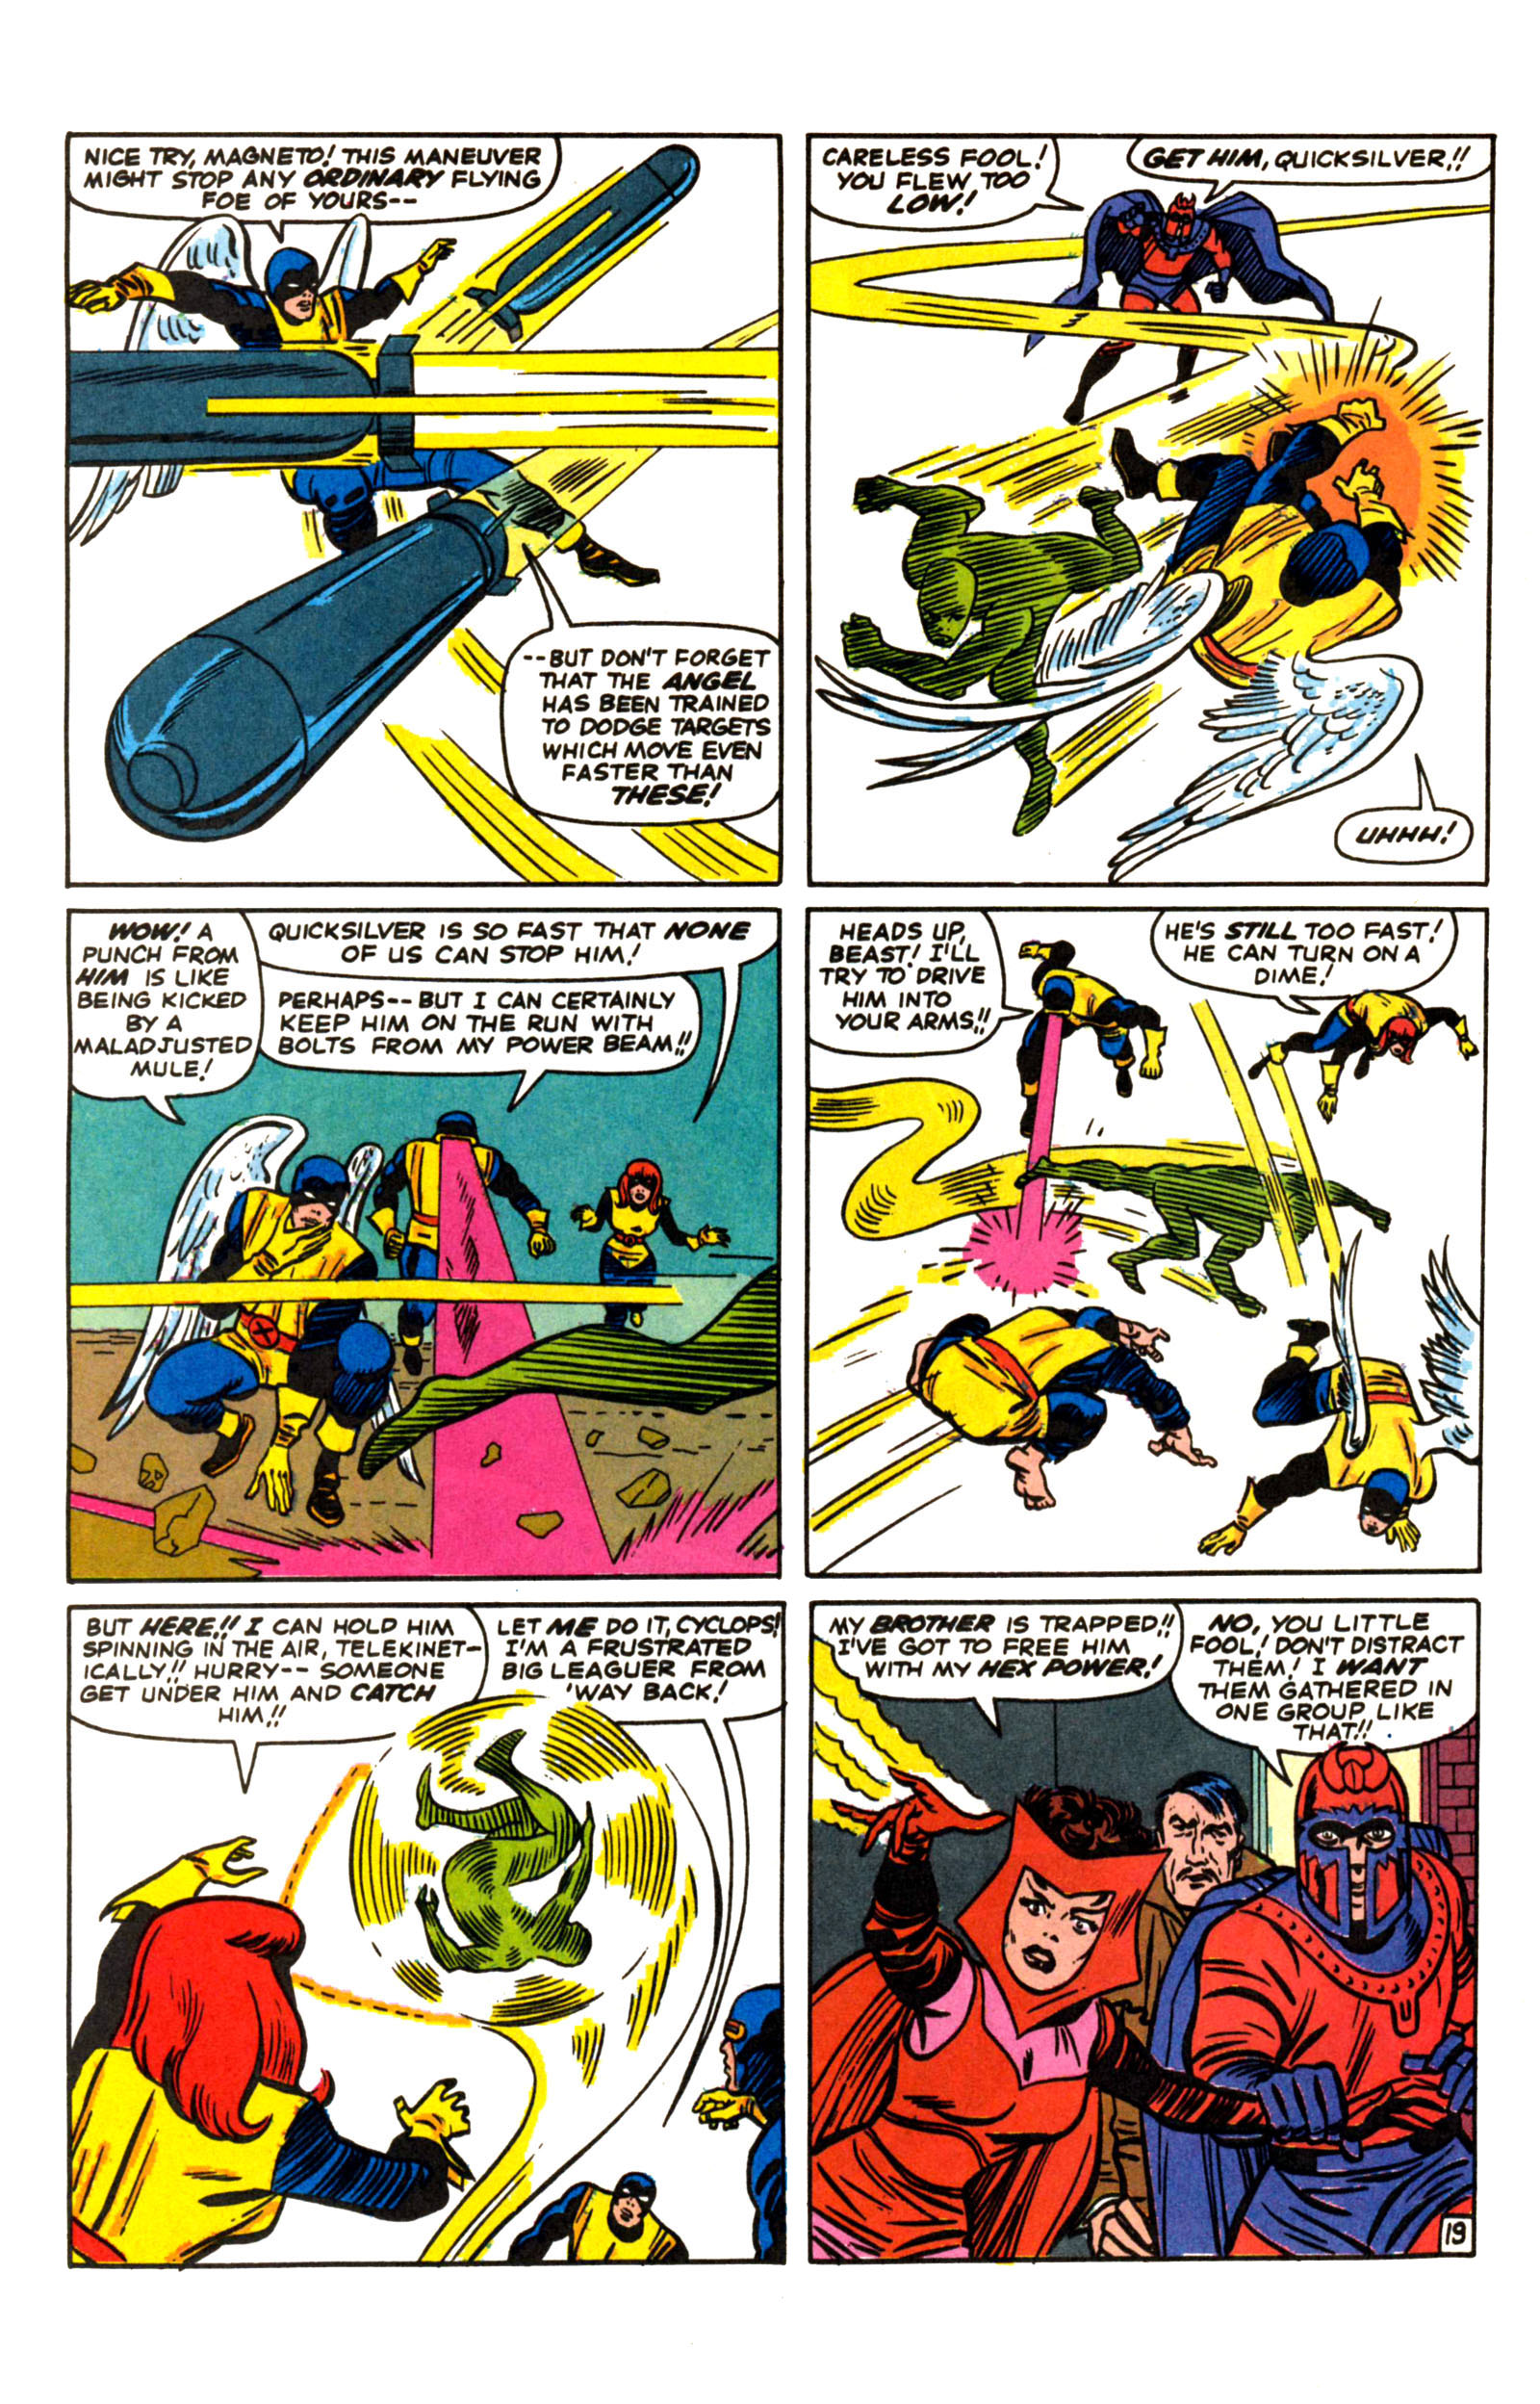 NICE TRY, MAGNETO! THIS MANEUVER
MIGHT STOP ANY ORDINARY FLYING
FOE OF YOURS--
--BUT DON'T FORGET
THAT THE ANGEL
HAS BEEN TRAINED
TO DODGE TARGETS
WHICH MOVE EVEN
FASTER THAN
THESE!
CARELESS FOOL!
YOU FLEW TOO
LOW!
GET HIM, QUICKSILVER!!
UHHH!
WOW! A
PUNCH FROM
HIM IS LIKE
BEING KICKED
BY A
MALADJUSTED
MULE!
QUICKSILVER IS SO FAST THAT NONE
OF US CAN STOP HIM!
PERHAPS-- BUT I CAN CERTAINLY
KEEP HIM ON THE RUN WITH
BOLTS FROM MY POWER BEAM!!
HEADS UP,
BEAST! I'LL
TRY TO DRIVE
HIM INTO
YOUR ARMS!!
HE'S STILL TOO FAST!
HE CAN TURN ON A
DIME!
BUT HERE!! I CAN HOLD HIM
SPINNING IN THE AIR, TELEKINET-
ICALLY!! HURRY-- SOMEONE
GET UNDER HIM AND CATCH
HIM!!
LET ME DO IT, CYCLOPS!
I'M A FRUSTRATED
BIG LEAGUER FROM
'WAY BACK!
MY BROTHER IS TRAPPED!!
I'VE GOT TO FREE HIM
WITH MY HEX POWER!
NO, YOU LITTLE
FOOL! DON'T DISTRACT
THEM! I WANT
THEM GATHERED IN
ONE GROUP LIKE
THAT!!
19